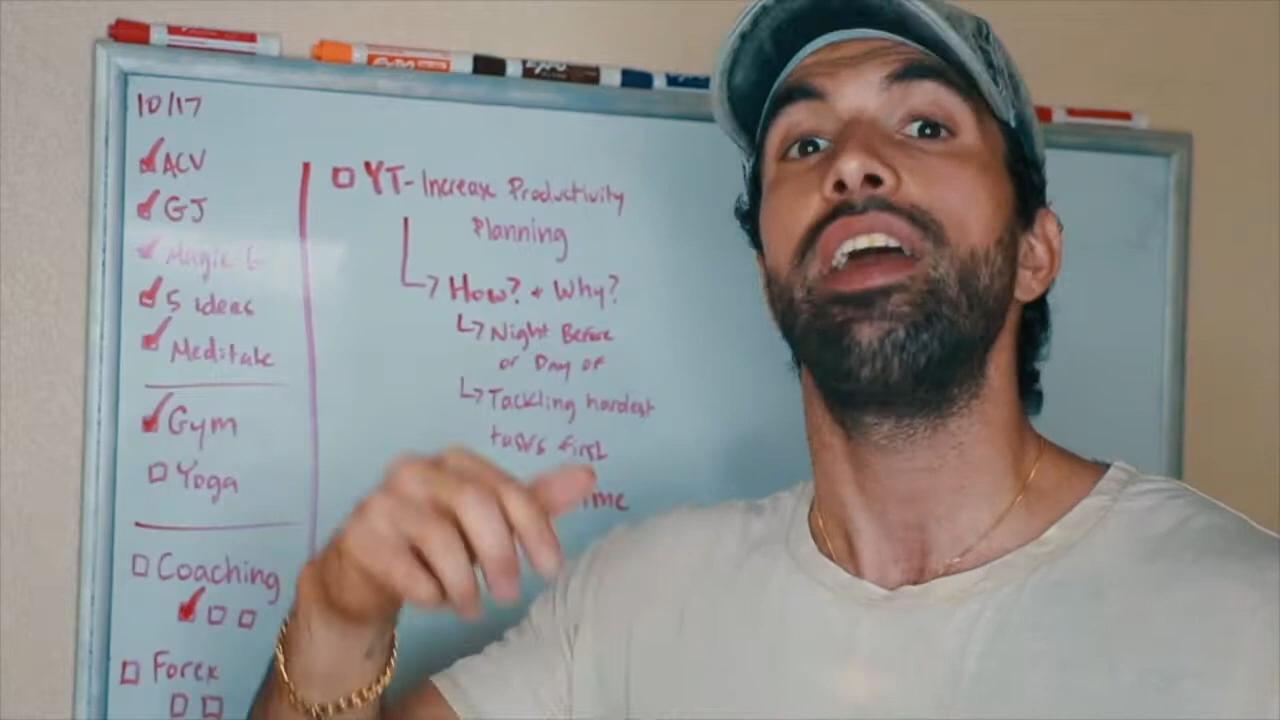 10/17
ACV
GJ
Magic G
5 ideas
Meditate
Gym
Yoga
Coaching
Forex
YT-Increase Productivity
Planning
How? + Why?
Night Before
or Day of
Tackling hardest
tasks first
EXPO